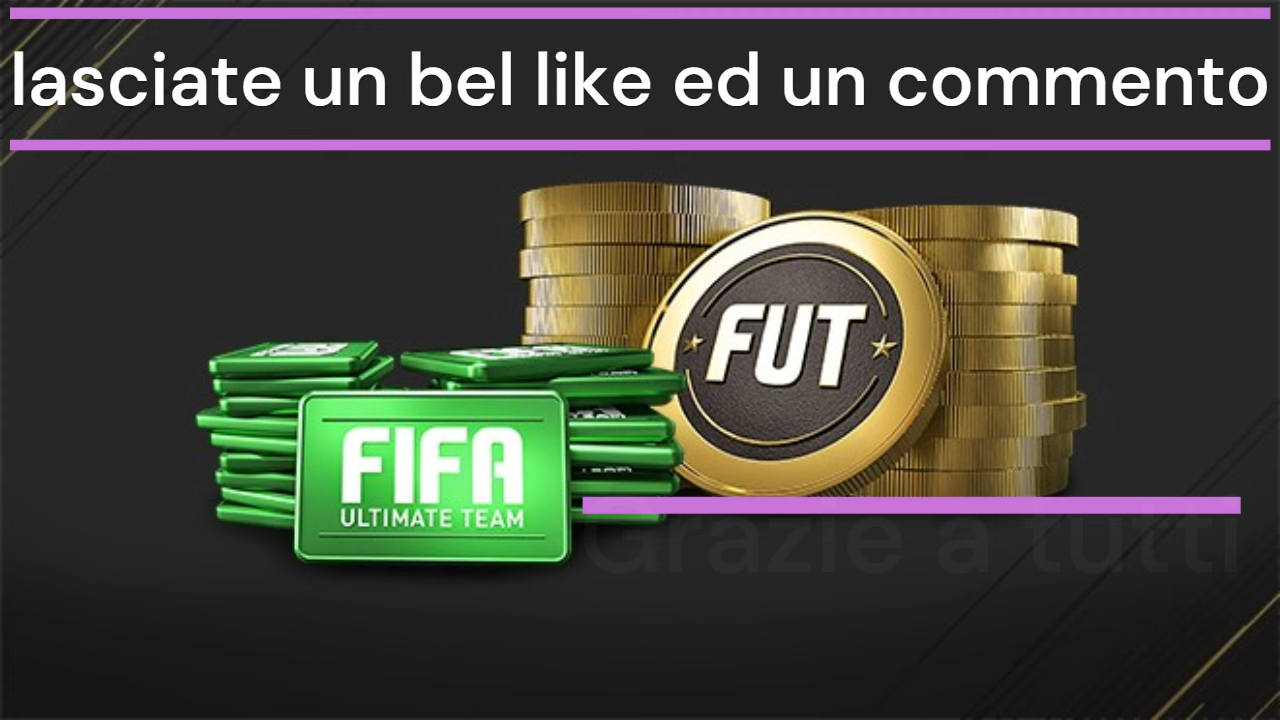 lasciate un bel like ed un commento
FUT
FIFA
ULTIMATE TEAM
Grazie a tutti